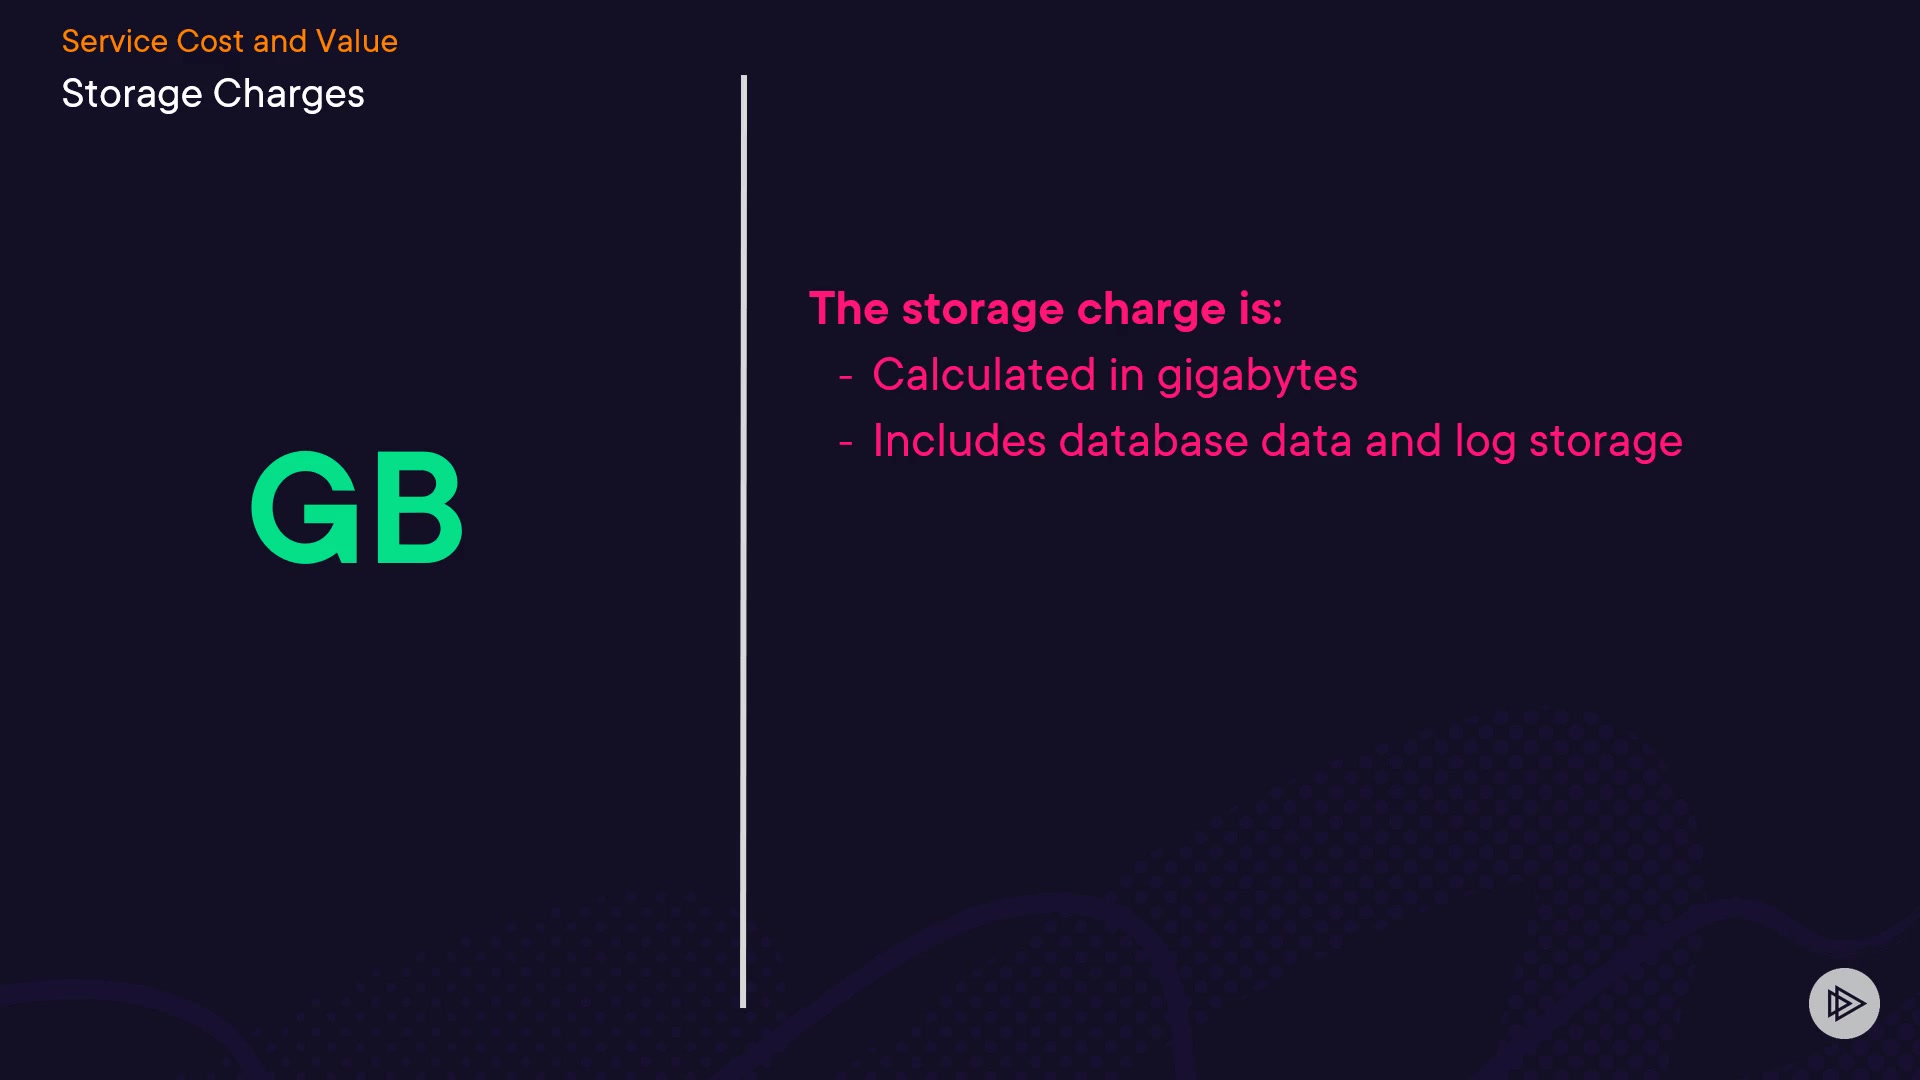 Service Cost and Value
Storage Charges
GB
The storage charge is:
- Calculated in gigabytes
- Includes database data and log storage